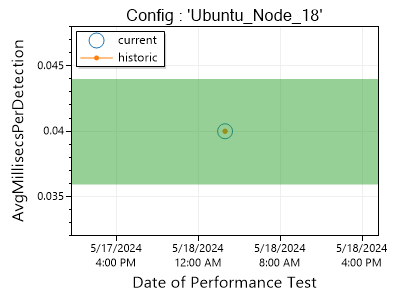 Config : 'Ubuntu_Node_18'
current
historic
AvgMillisecsPerDetection
0.045
0.04
0.035
5/17/2024 5/18/2024 5/18/2024 5/18/2024
4:00 PM 12:00 AM 8:00 AM 4:00 PM
Date of Performance Test